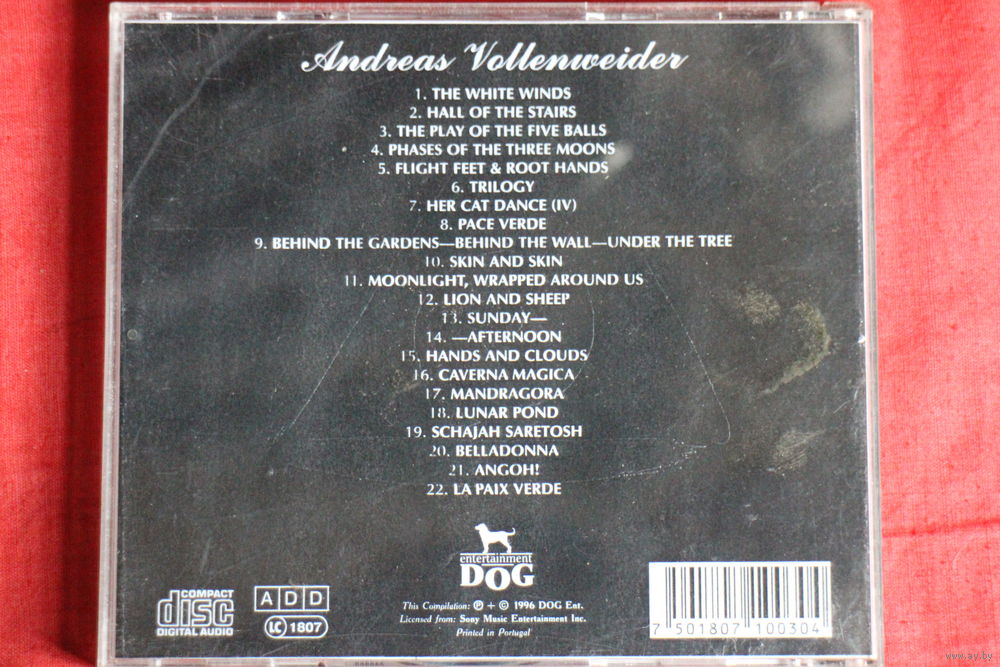 Andreas Vollenweider
1. THE WHITE WINDS
2. HALL OF THE STAIRS
3. THE PLAY OF THE FIVE BALLS
4. PHASES OF THE THREE MOONS
5. FLIGHT FEET & ROOT HANDS
6. TRILOGY
7. HER CAT DANCE (IV)
8. PACE VERDE
9. BEHIND THE GARDENS—BEHIND THE WALL—UNDER THE TREE
10. SKIN AND SKIN
11. MOONLIGHT, WRAPPED AROUND US
12. LION AND SHEEP
13. SUNDAY—
14. —AFTERNOON
15. HANDS AND CLOUDS
16. CAVERNA MAGICA
17. MANDRAGORA
18. LUNAR POND
19. SCHAJAH SARETOSH
20. BELLADONNA
21. ANGOH!
22. LA PAIX VERDE
entertainment
DOG
COMPACT
disc
DIGITAL AUDIO
A D D
LC 1807
This Compilation: ℗ + © 1996 DOG Ent.
Licensed from: Sony Music Entertainment Inc.
Printed in Portugal
7 501807 100304
www.ay.by